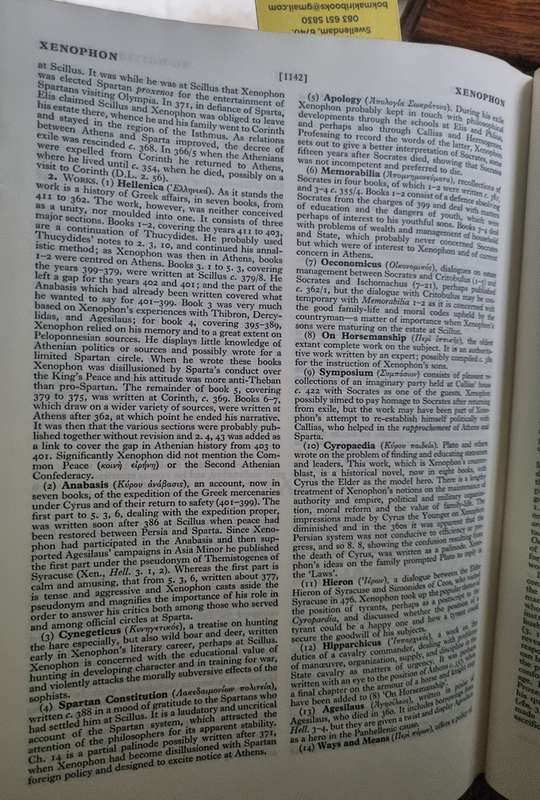 Swellendam, 6740.
083 651 5830
bokmakiribooks@gmail.com
XENOPHON
[1142]
XENOPHON
at Scillus. It was while he was at Scillus that Xenophon
was elected Spartan proxenos for the entertainment of
Spartans visiting Olympia. In 371, in defiance of Sparta,
Elia claimed Scillus and Xenophon was obliged to leave
his estate there, whence he and his family went to Corinth
and stayed in the region of the Isthmus. As relations
between Athens and Sparta improved, the decree of
exile was rescinded c. 368. In 366/5 when the Athenians
were expelled from Corinth he returned to Athens,
where he lived until c. 354, when he died, possibly on a
visit to Corinth (D.L. 2. 56).
2. WORKS. (1) Hellenica (Ἑλληνικά). As it stands the
work is a history of Greek affairs, in seven books, from
411 to 362. The work, however, was neither conceived
as a unity, nor moulded into one. It consists of three
major sections. Books 1–2, covering the years 411 to 403,
are a continuation of Thucydides. He probably used
Thucydides' notes to 2. 3, 10, and continued his annal-
istic method; as Xenophon was then in Athens, books
1–2 were centred on Athens. Books 3. 1 to 5. 3, covering
the years 399–379, were written at Scillus c. 379/8. He
left a gap for the years 402 and 401; and the part of the
Anabasis which had already been written covered what
he wanted to say for 401–399. Book 3 was very much
based on Xenophon's experiences with Thibron, Dercy-
lidas, and Agesilaus; for book 4, covering 395–389,
Xenophon relied on his memory and to a great extent on
Peloponnesian sources. He displays little knowledge of
Athenian politics or sources and possibly wrote for a
limited Spartan circle. When he wrote these books
Xenophon was disillusioned by Sparta's conduct over
the King's Peace and his attitude was more anti-Theban
than pro-Spartan. The remainder of book 5, covering
379 to 375, was written at Corinth, c. 369. Books 6–7,
which draw on a wider variety of sources, were written at
Athens after 362, at which point he ended his narrative.
It was then that the various sections were probably pub-
lished together without revision and 2. 4, 43 was added as
a link to cover the gap in Athenian history from 403 to
401. Significantly Xenophon did not mention the Com-
mon Peace (κοινὴ εἰρήνη) or the Second Athenian
Confederacy.
(2) Anabasis (Κύρου ἀνάβασις), an account, now in
seven books, of the expedition of the Greek mercenaries
under Cyrus and of their return to safety (401–399). The
first part to 5. 3, 6, dealing with the expedition proper,
was written soon after 386 at Scillus when peace had
been restored between Persia and Sparta. Since Xeno-
phon had participated in the Anabasis and then sup-
ported Agesilaus' campaigns in Asia Minor he published
the first part under the pseudonym of Themistogenes of
Syracuse (Xen., Hell. 3. 1, 2). Whereas the first part is
calm and amusing, that from 5. 3, 6, written about 377,
is tense and aggressive and Xenophon casts aside the
pseudonym and magnifies the importance of his role in
order to answer his critics both among those who served
and among official circles at Sparta.
(3) Cynegeticus (Κυνηγετικός), a treatise on hunting
the hare especially, but also wild boar and deer, written
early in Xenophon's literary career, perhaps at Scillus.
Xenophon is concerned with the educational value of
hunting in developing character and in training for war,
and violently attacks the morally subversive effects of the
sophists.
(4) Spartan Constitution (Λακεδαιμονίων πολιτεία),
written c. 388 in a mood of gratitude to the Spartans who
had settled him at Scillus. It is a laudatory and uncritical
account of the Spartan system, which attracted the
attention of the philosophers for its apparent stability.
Ch. 14 is a partial palinode possibly written after 371,
when Xenophon had become disillusioned with Spartan
foreign policy and designed to excite notice at Athens.
(5) Apology (Ἀπολογία Σωκράτους). During his exile
Xenophon probably kept in touch with philosophical
developments through the schools at Elis and Phlius,
and perhaps also through Callias and Hermogenes.
Professing to record the words of the latter, Xenophon
sets out to give a better interpretation of Socrates, some
fifteen years after Socrates died, showing that Socrates
was not incompetent and preferred to die.
(6) Memorabilia (Ἀπομνημονεύματα), recollections of
Socrates in four books, of which 1–2 were written c. 381,
and 3–4 c. 355/4. Books 1–2 consist of a defence absolving
Socrates from the charges of 399 and deal with matters
of education and the dangers of youth, which were
perhaps of interest to his youthful sons. Books 3–4 deal
with problems of wealth and management of household
and State, which probably never concerned Socrates
but which were of interest to Xenophon and of current
concern in Athens.
(7) Oeconomicus (Οἰκονομικός), dialogues on estate
management between Socrates and Critobulus (1–6) and
Socrates and Ischomachus (7–21), perhaps published
c. 362/1, but the dialogue with Critobulus may be con-
temporary with Memorabilia 1–2 as it is concerned with
the good family-life and moral codes upheld by the
countryman—a matter of importance when Xenophon's
sons were maturing on the estate at Scillus.
(8) On Horsemanship (Περὶ ἱππικῆς), the oldest
extant complete work on the subject. It is an authorita-
tive work written by an expert; possibly compiled c. 380
for the instruction of Xenophon's sons.
(9) Symposium (Συμπόσιον) consists of pleasant re-
collections of an imaginary party held at Callias' house
c. 422 with Socrates as one of the guests. Xenophon
possibly aimed to pay homage to Socrates after returning
from exile, but the work may have been part of Xeno-
phon's attempt to re-establish himself politically with
Callias, who helped in the rapprochement of Athens and
Sparta.
(10) Cyropaedia (Κύρου παιδεία). Plato and others
wrote on the problem of finding and educating statesmen
and leaders. This work, which is Xenophon's counter-
blast, is a historical novel, now in eight books, with
Cyrus the Elder as the model hero. There is a lengthy
treatment of Xenophon's notions on the maintenance of
authority and empire, political and military organiza-
tion, moral reform and the value of family-life. The
impressions made by Cyrus the Younger on Xenophon
diminished and in the 360s it was apparent that the
Persian system was not conducive to efficiency or pro-
gress, and so 8. 8, showing the confusion resulting from
the death of Cyrus, was written as a palinode. Xeno-
phon's ideas on the family prompted Plato to reply in
the 'Laws'.
(11) Hieron (Ἱέρων), a dialogue between the tyrant
Hieron of Syracuse and Simonides of Ceos, who visited
Syracuse in 476. Xenophon took up the popular theme of
the position of tyrants, perhaps as a postscript to the
Cyropaedia, and discussed whether the position of a
tyrant could be a happy one and how a tyrant could
secure the goodwill of his subjects.
(12) Hipparchicus (Ἱππαρχικός), a work on the
duties of a cavalry commander, dealing with problems
of manœuvre, organization, supply, and discipline of the
State cavalry as matters of urgency. It was perhaps
written with an eye to the position of Athens c. 357, and
a final chapter on the armour of a horse and knight may
have been added to (8) 'On Horsemanship'.
(13) Agesilaus (Ἀγησίλαος), written in praise of
Agesilaus, who died in 360. It includes borrowings from
Hell. 3–4, but they are given a twist and display Agesilaus
as a hero in the Panhellenic cause.
(14) Ways and Means (Περὶ πόρων), offers a policy of